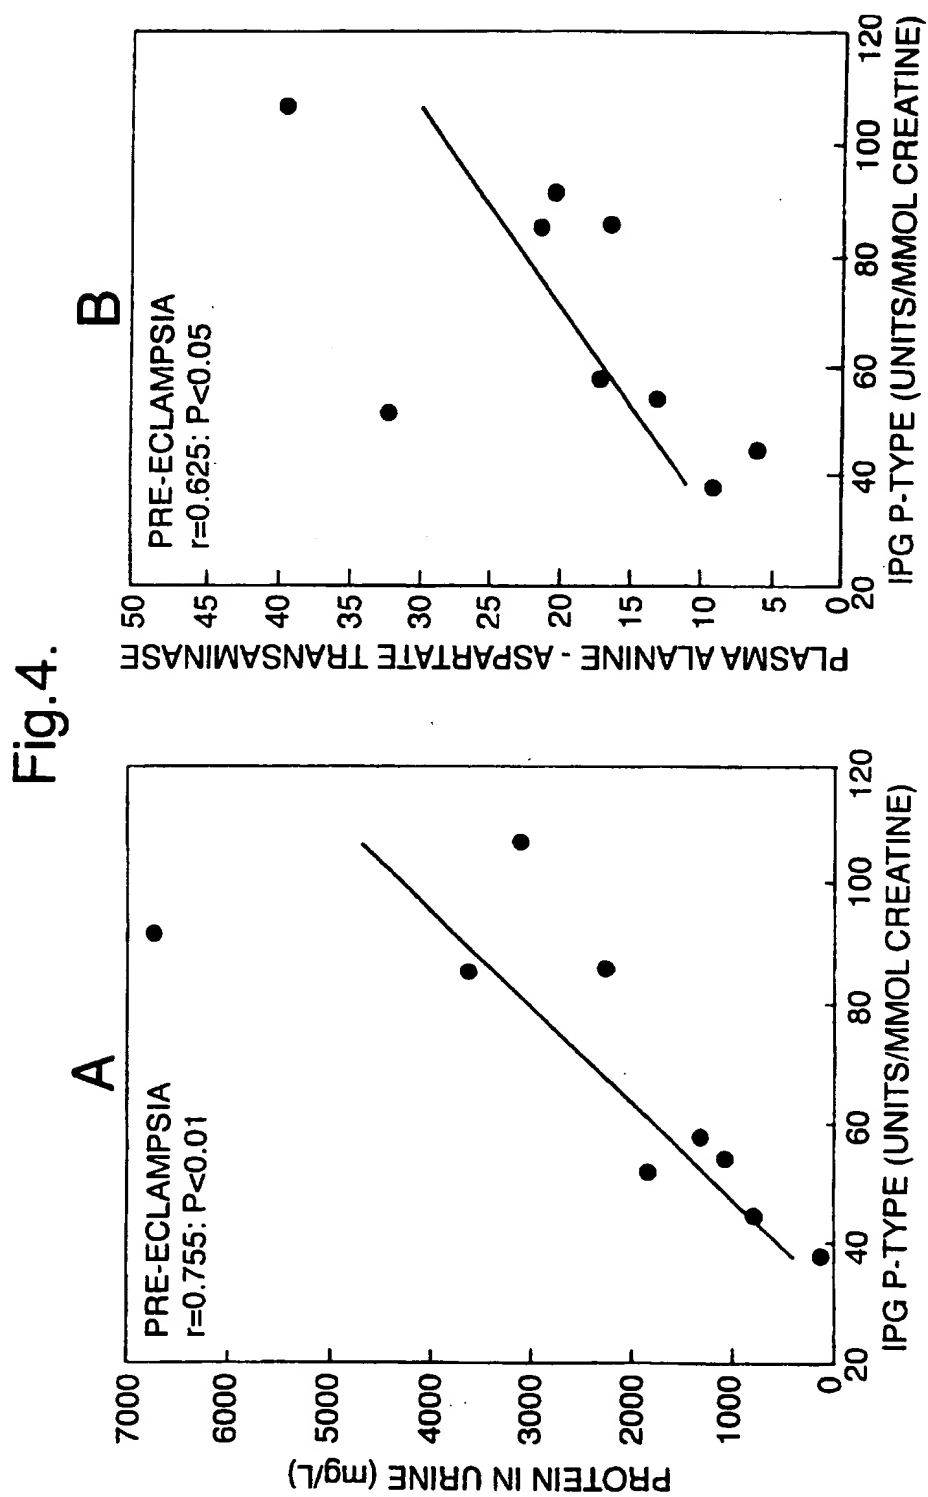 Fig.4.
A
PRE-ECLAMPSIA
r=0.755: P<0.01
PROTEIN IN URINE (mg/L)
7000
6000
5000
4000
3000
2000
1000
0
20
40
60
80
100
120
IPG P-TYPE (UNITS/MMOL CREATINE)
B
PRE-ECLAMPSIA
r=0.625: P<0.05
PLASMA ALANINE - ASPARTATE TRANSAMINASE
50
45
40
35
30
25
20
15
10
5
0
20
40
60
80
100
120
IPG P-TYPE (UNITS/MMOL CREATINE)